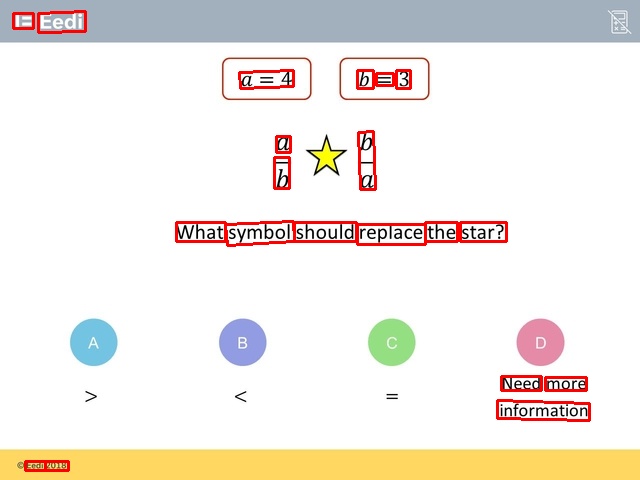 Eedi
a = 4 b = 3
a/b b/a
What symbol should replace the star?
A B C D
> < = Need more
information
© Eedi 2018